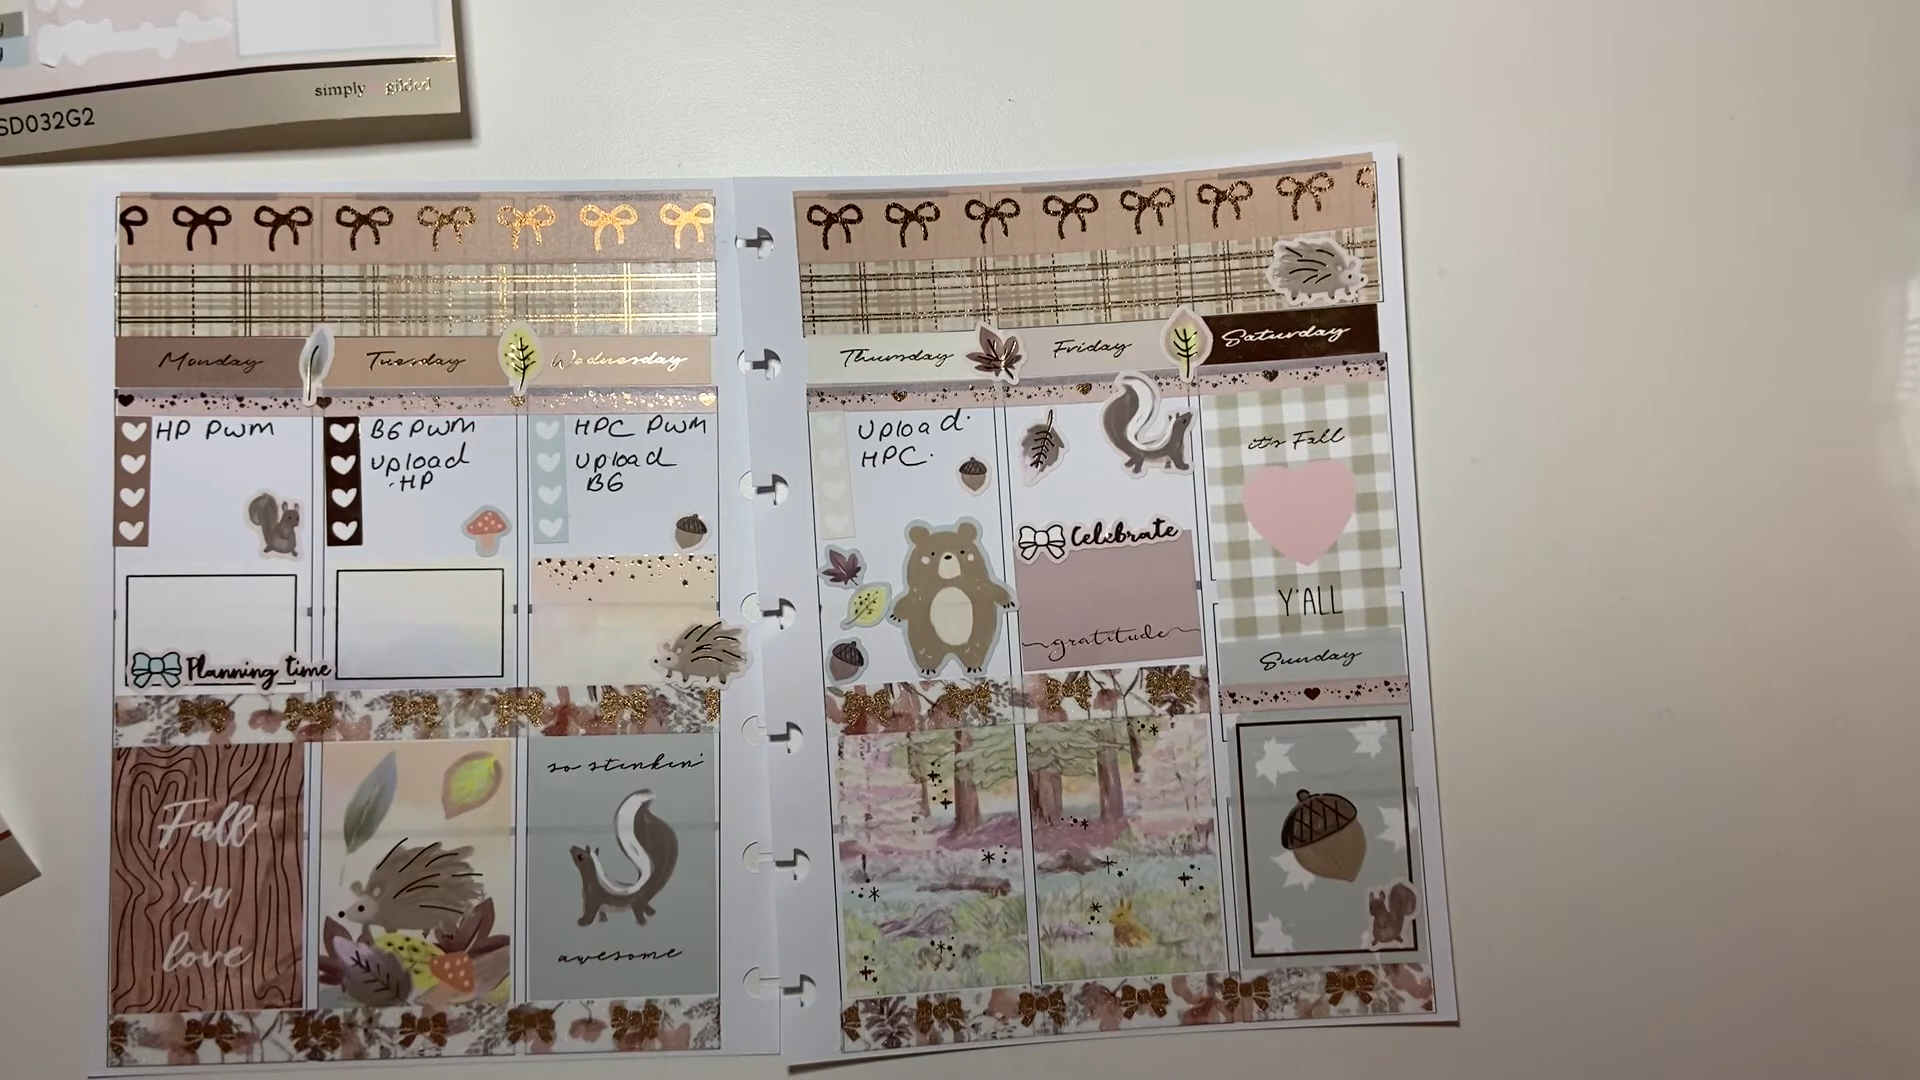 simply gilded
SD032G2
Monday
Tuesday
Wednesday
Thursday
Friday
Saturday
HP PWM
B6 PWM
Upload
HP
HPC PWM
Upload
B6
Upload
HPC
it's Fall
Y'ALL
Celebrate
gratitude
Planning time
Sunday
Fall
in
love
so stinkin'
awesome